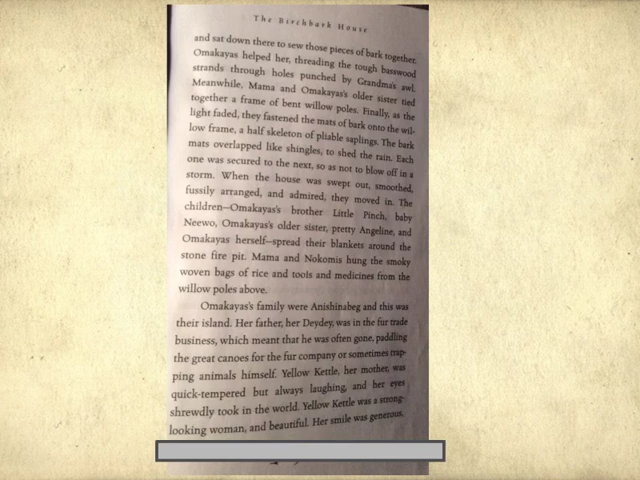 The Birchbark House
and sat down there to sew those pieces of bark together.
Omakayas helped her, threading the tough basswood
strands through holes punched by Grandma's awl.
Meanwhile, Mama and Omakayas's older sister tied
together a frame of bent willow poles. Finally, as the
light faded, they fastened the mats of bark onto the wil-
low frame, a half skeleton of pliable saplings. The bark
mats overlapped like shingles, to shed the rain. Each
one was secured to the next, so as not to blow off in a
storm. When the house was swept out, smoothed,
fussily arranged, and admired, they moved in. The
children—Omakayas's brother Little Pinch, baby
Neewo, Omakayas's older sister, pretty Angeline, and
Omakayas herself—spread their blankets around the
stone fire pit. Mama and Nokomis hung the smoky
woven bags of rice and tools and medicines from the
willow poles above.
Omakayas's family were Anishinabeg and this was
their island. Her father, her Deydey, was in the fur trade
business, which meant that he was often gone, paddling
the great canoes for the fur company or sometimes trap-
ping animals himself. Yellow Kettle, her mother, was
quick-tempered but always laughing, and her eyes
shrewdly took in the world. Yellow Kettle was a strong-
looking woman, and beautiful. Her smile was generous,